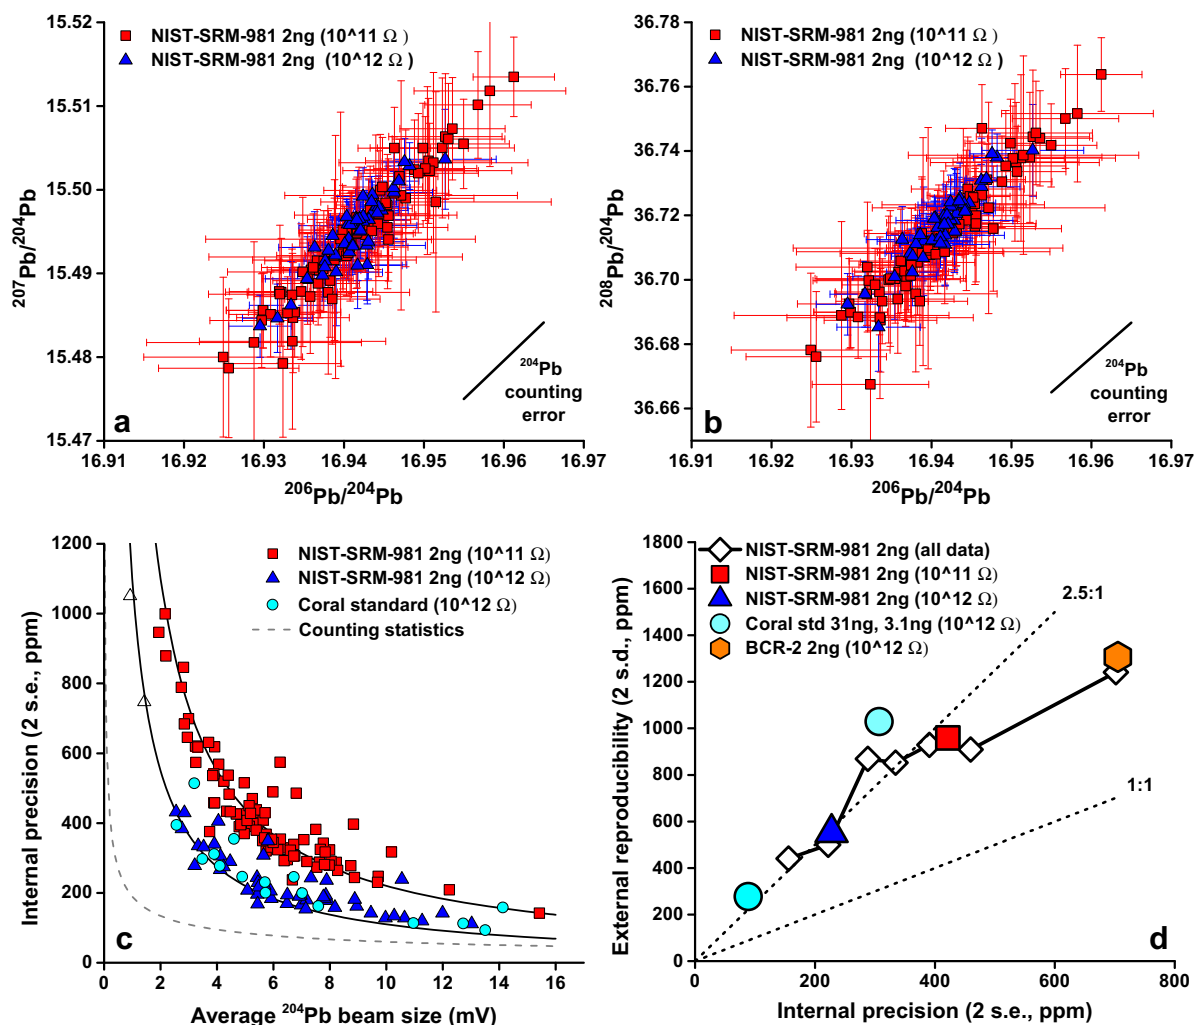 NIST-SRM-981 2ng (10^11 Ω )
NIST-SRM-981 2ng (10^12 Ω )
15.52
15.51
15.50
15.49
15.48
15.47
²⁰⁷Pb/²⁰⁴Pb
²⁰⁴Pb
counting
error
a
16.91
16.92
16.93
16.94
16.95
16.96
16.97
²⁰⁶Pb/²⁰⁴Pb
NIST-SRM-981 2ng (10^11 Ω )
NIST-SRM-981 2ng (10^12 Ω )
36.78
36.76
36.74
36.72
36.70
36.68
36.66
²⁰⁸Pb/²⁰⁴Pb
²⁰⁴Pb
counting
error
b
16.91
16.92
16.93
16.94
16.95
16.96
16.97
²⁰⁶Pb/²⁰⁴Pb
NIST-SRM-981 2ng (10^11 Ω )
NIST-SRM-981 2ng (10^12 Ω )
Coral standard (10^12 Ω )
Counting statistics
1200
1000
800
600
400
200
0
Internal precision (2 s.e., ppm)
c
0
2
4
6
8
10
12
14
16
Average ²⁰⁴Pb beam size (mV)
NIST-SRM-981 2ng (all data)
NIST-SRM-981 2ng (10^11 Ω )
NIST-SRM-981 2ng (10^12 Ω )
Coral std 31ng, 3.1ng (10^12 Ω )
BCR-2 2ng (10^12 Ω )
2.5:1
1:1
1800
1600
1400
1200
1000
800
600
400
200
0
External reproducibility (2 s.d., ppm)
d
0
200
400
600
800
Internal precision (2 s.e., ppm)